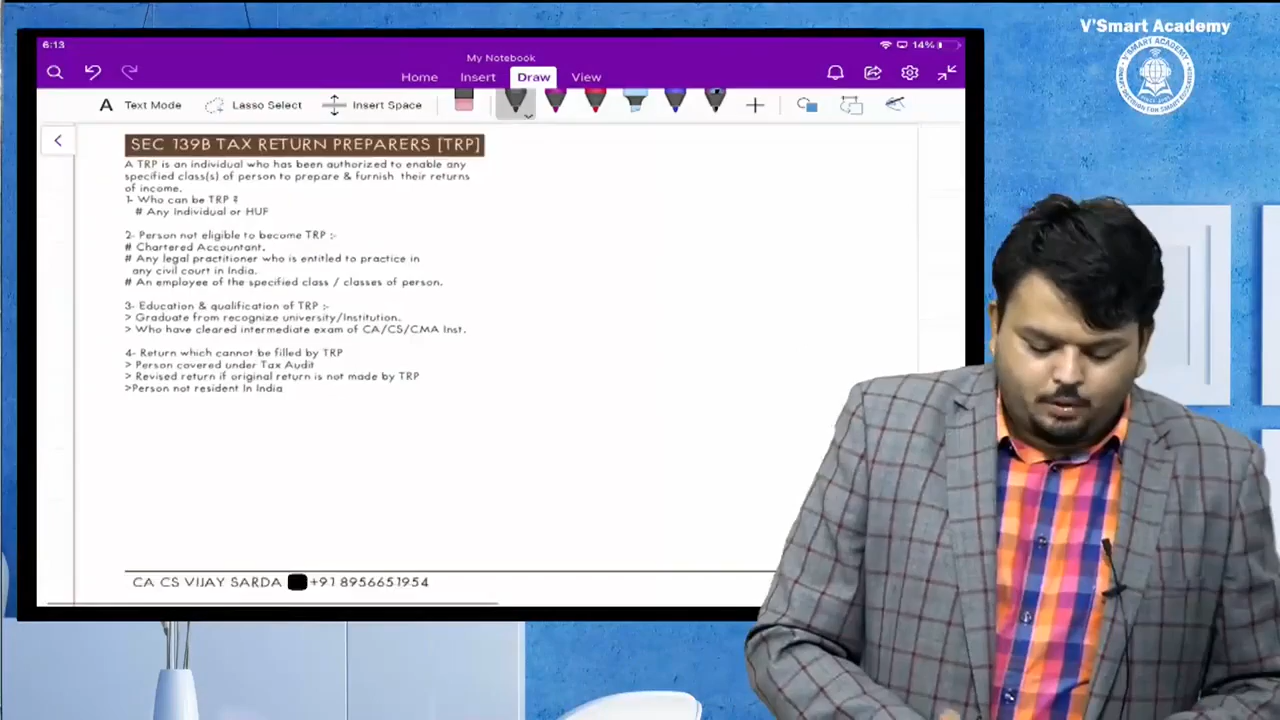 V'Smart Academy
6:13
14%
My Notebook
Home Insert Draw View
Text Mode Lasso Select Insert Space
SEC 139B TAX RETURN PREPARERS [TRP]
A TRP is an individual who has been authorized to enable any
specified class(s) of person to prepare & furnish their returns
of income.
1- Who can be TRP ?
# Any Individual or HUF
2- Person not eligible to become TRP :-
# Chartered Accountant.
# Any legal practitioner who is entitled to practice in
any civil court in India.
# An employee of the specified class / classes of person.
3- Education & qualification of TRP :-
> Graduate from recognize university/Institution.
> Who have cleared intermediate exam of CA/CS/CMA Inst.
4- Return which cannot be filled by TRP
> Person covered under Tax Audit
> Revised return if original return is not made by TRP
>Person not resident In India
CA CS VIJAY SARDA +91 8956651954